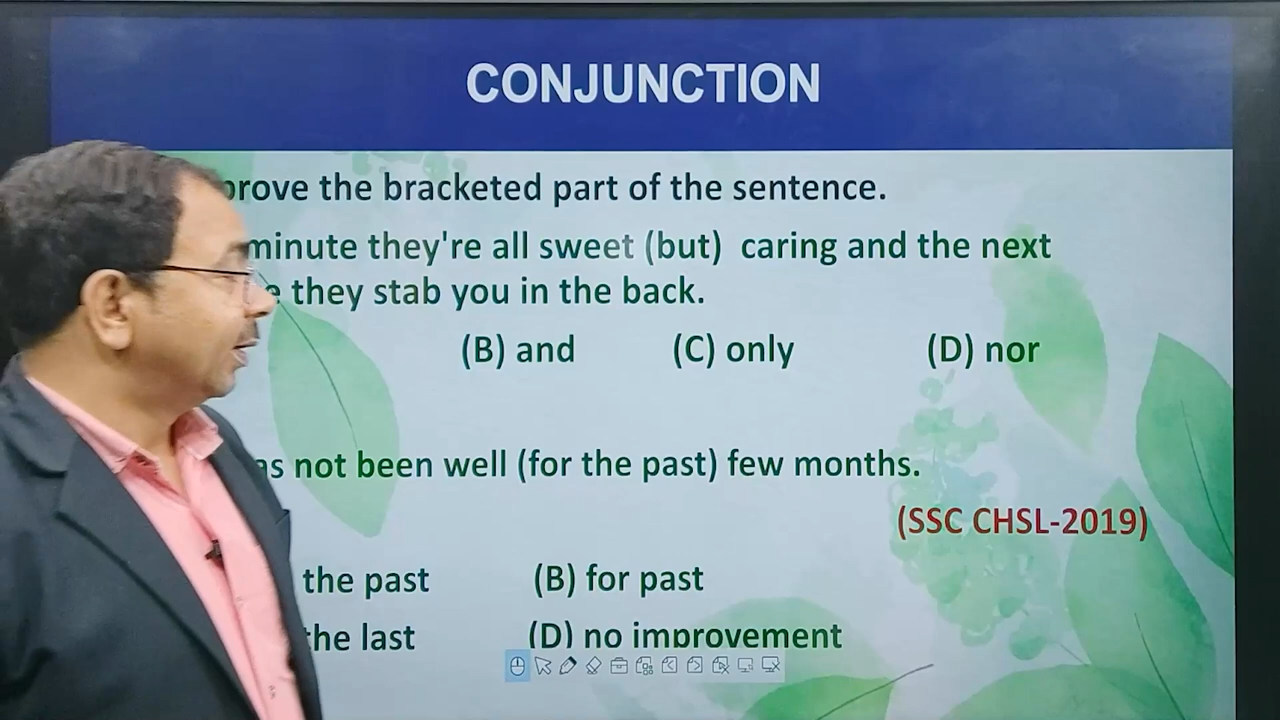 CONJUNCTION
the bracketed part of the sentence.
minute they're all sweet (but) caring and the next
they stab you in the back.
(B) and (C) only (D) nor
not been well (for the past) few months.
(SSC CHSL-2019)
the past (B) for past
the last (D) no improvement